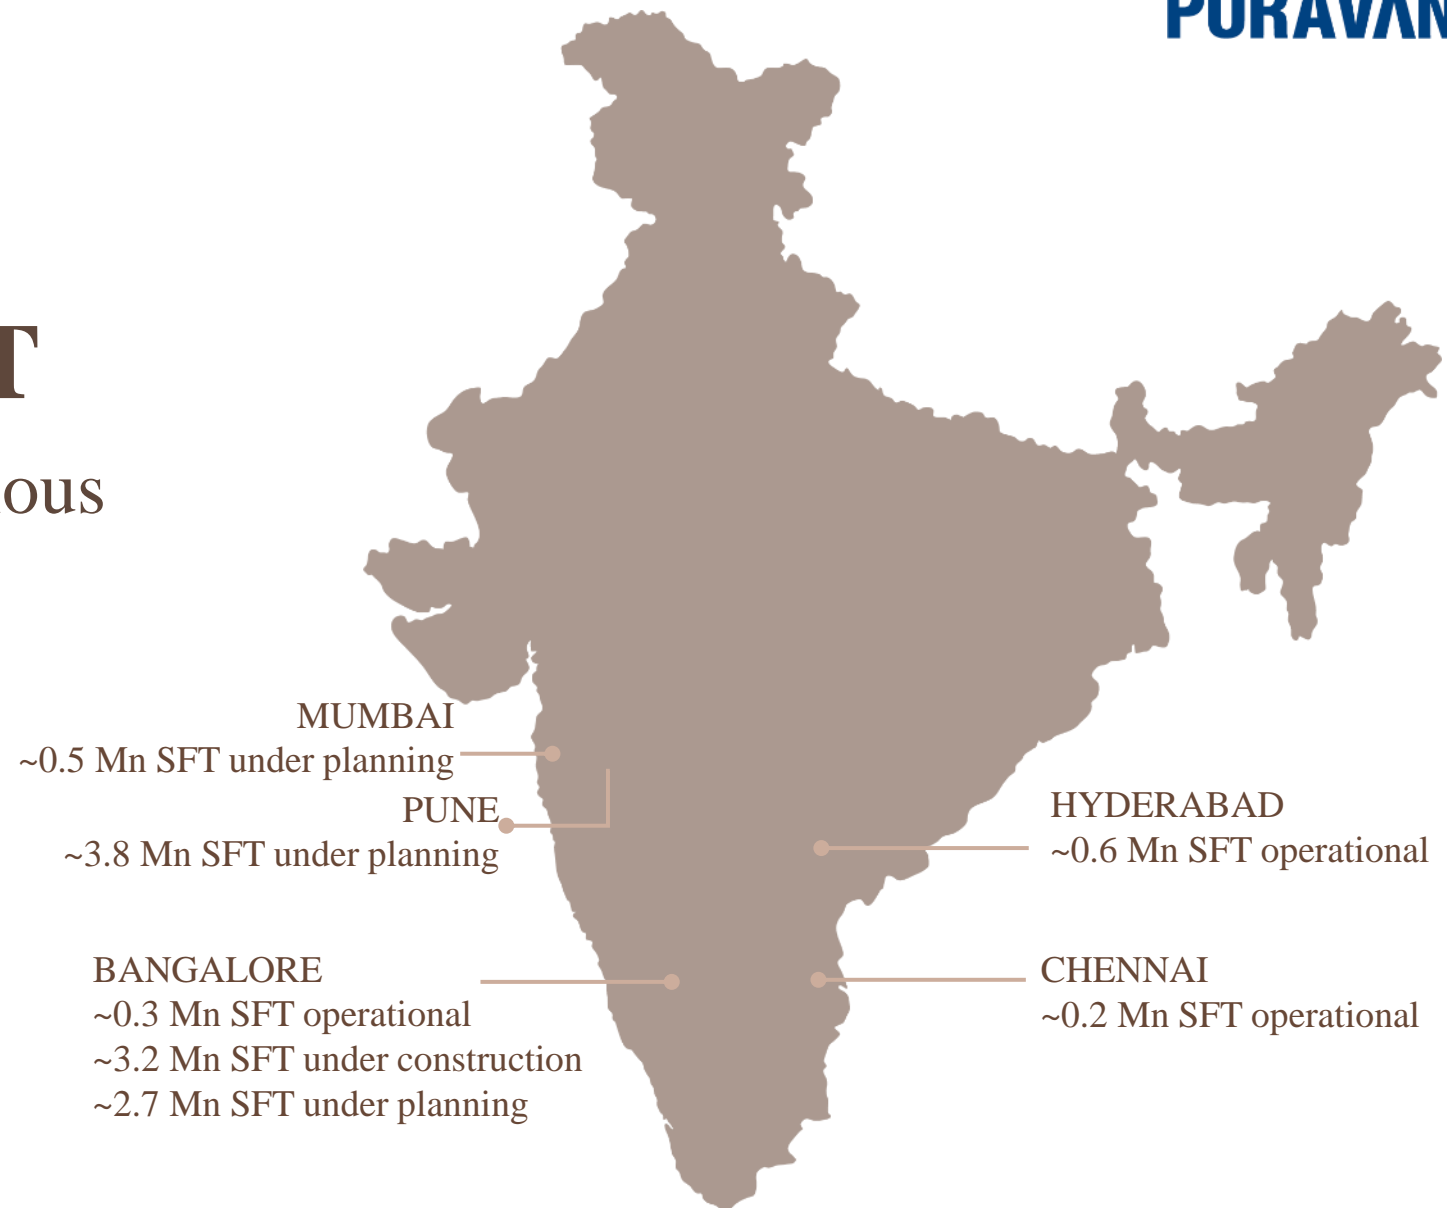 PURAVAN
T
ous
MUMBAI
~0.5 Mn SFT under planning
PUNE
~3.8 Mn SFT under planning
HYDERABAD
~0.6 Mn SFT operational
BANGALORE
~0.3 Mn SFT operational
~3.2 Mn SFT under construction
~2.7 Mn SFT under planning
CHENNAI
~0.2 Mn SFT operational